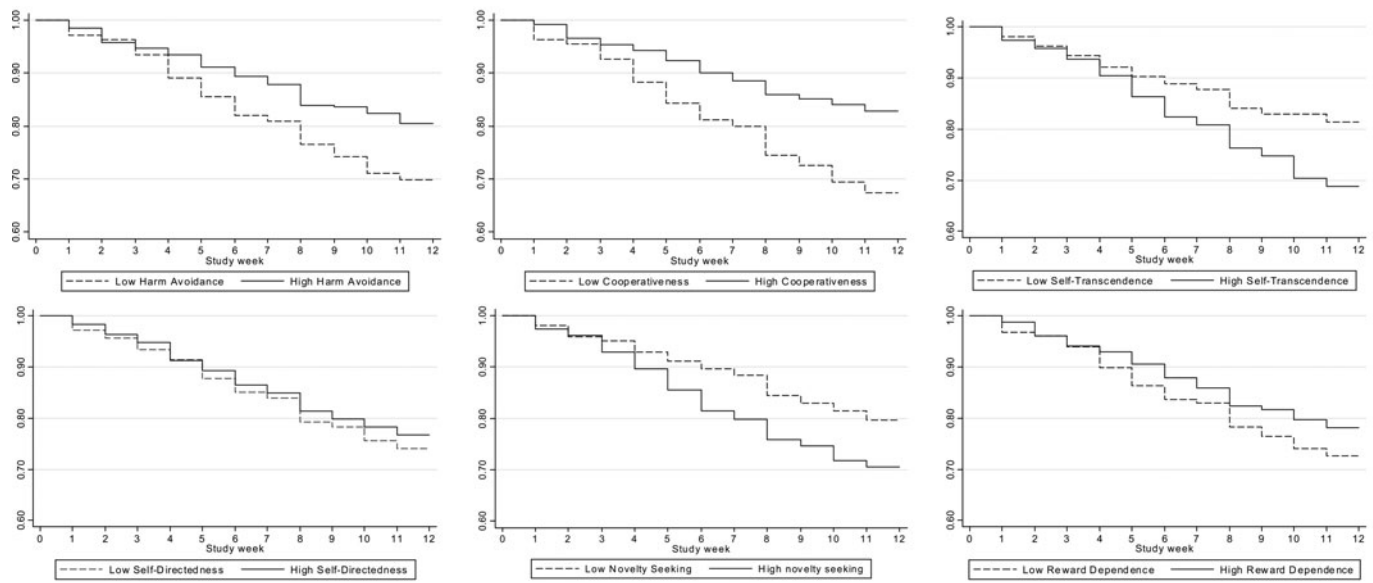 1.00
0.90
0.80
0.70
0.60
0 1 2 3 4 5 6 7 8 9 10 11 12
Study week
Low Harm Avoidance High Harm Avoidance
1.00
0.90
0.80
0.70
0.60
0 1 2 3 4 5 6 7 8 9 10 11 12
Study week
Low Cooperativeness High Cooperativeness
1.00
0.90
0.80
0.70
0.60
0 1 2 3 4 5 6 7 8 9 10 11 12
Study week
Low Self-Transcendence High Self-Transcendence
1.00
0.90
0.80
0.70
0.60
0 1 2 3 4 5 6 7 8 9 10 11 12
Study week
Low Self-Directedness High Self-Directedness
1.00
0.90
0.80
0.70
0.60
0 1 2 3 4 5 6 7 8 9 10 11 12
Study week
Low Novelty Seeking High novelty seeking
1.00
0.90
0.80
0.70
0.60
0 1 2 3 4 5 6 7 8 9 10 11 12
Study week
Low Reward Dependence High Reward Dependence